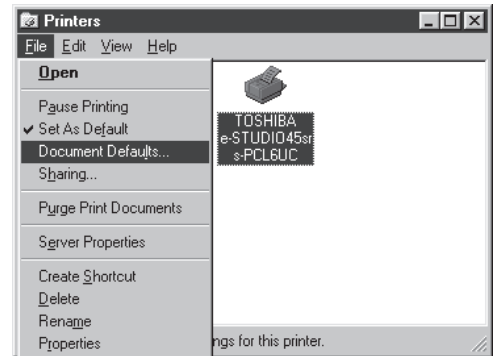 Printers
File Edit View Help
Open
Pause Printing
Set As Default
Document Defaults...
Sharing...
Purge Print Documents
Server Properties
Create Shortcut
Delete
Rename
Properties
TOSHIBA
e-STUDIO45sr
s-PCL6UC
ngs for this printer.